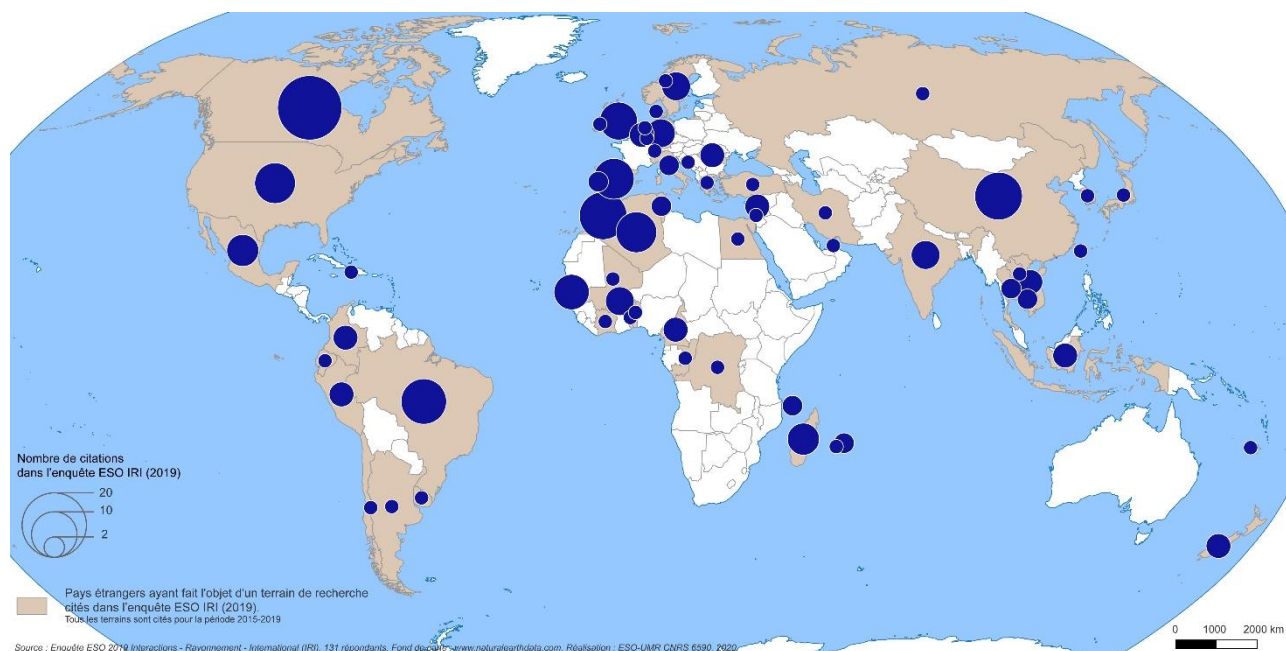 Nombre de citations
dans l'enquête ESO IRI (2019)
20
10
2
Pays étrangers ayant fait l'objet d'un terrain de recherche
cités dans l'enquête ESO IRI (2019).
Tous les terrains sont cités pour la période 2015-2019
0 1000 2000 km
Source : Enquête ESO 2019 Interactions - Rayonnement - International (IRI), 131 répondants. Fond de carte : www.naturalearthdata.com. Réalisation : ESO-UMR CNRS 6590, 2020.